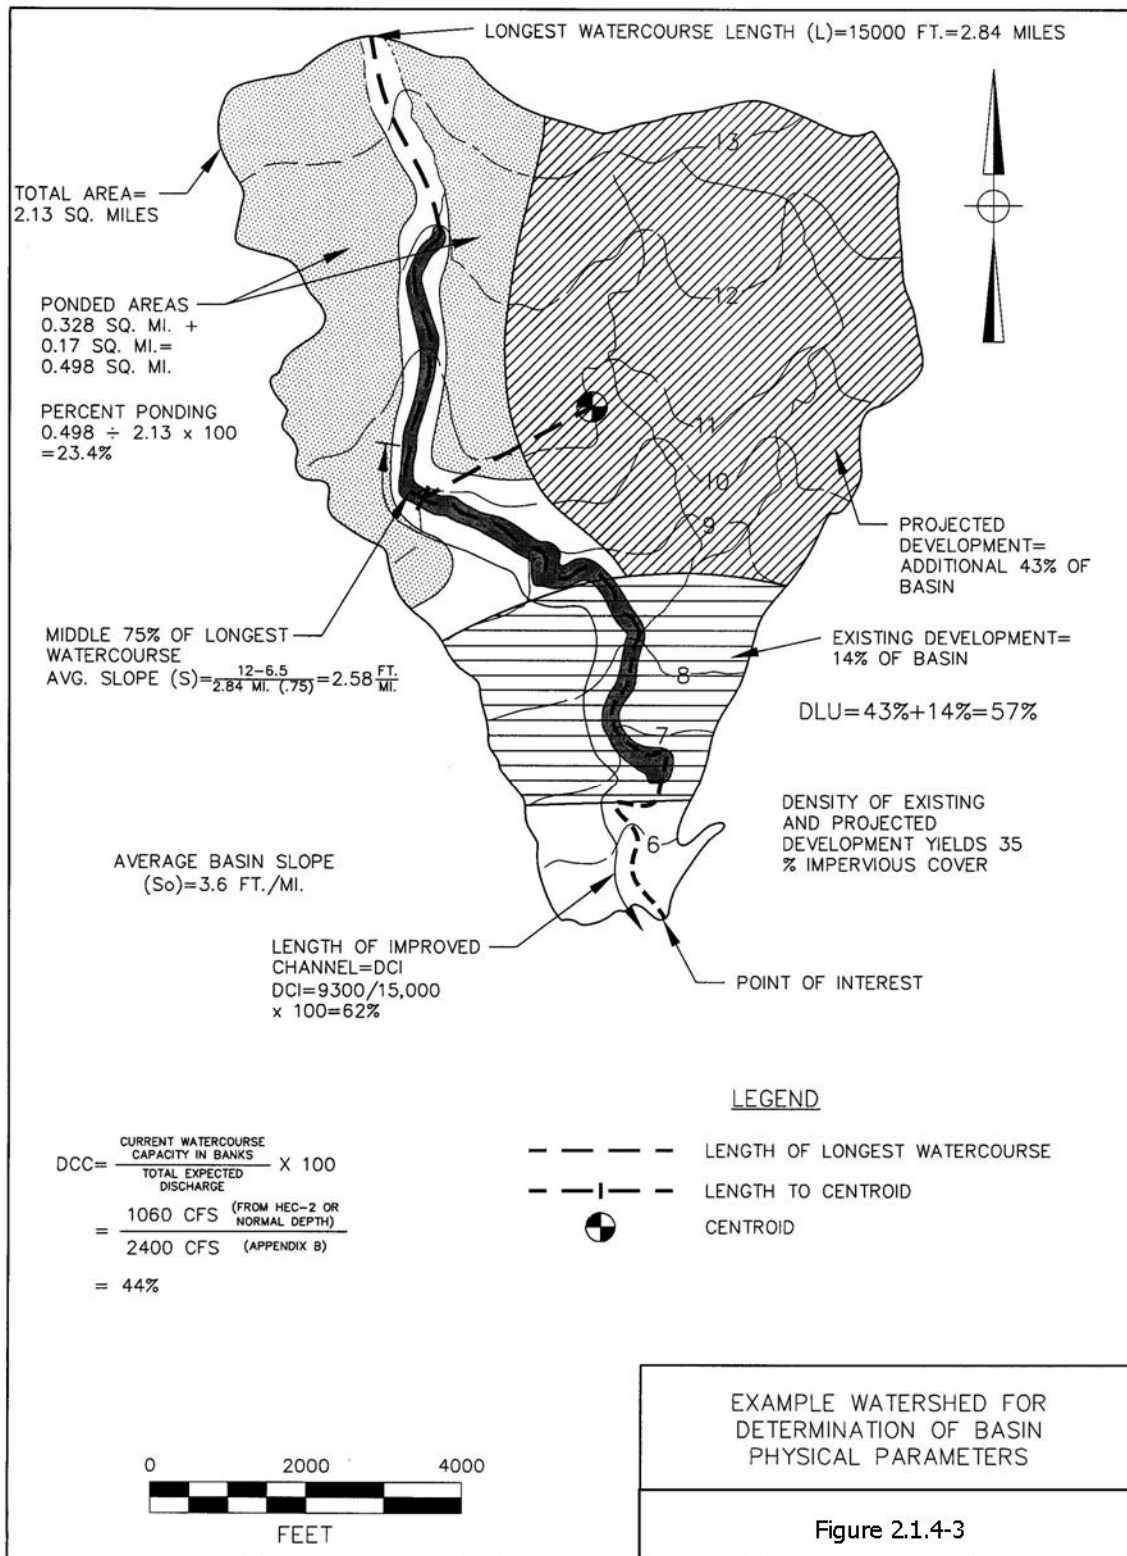 LONGEST WATERCOURSE LENGTH (L)=15000 FT.=2.84 MILES
13
TOTAL AREA=
2.13 SQ. MILES
12
PONDED AREAS
0.328 SQ. MI. +
0.17 SQ. MI.=
0.498 SQ. MI.
PERCENT PONDING
0.498 ÷ 2.13 x 100
=23.4%
11
10
9
PROJECTED
DEVELOPMENT=
ADDITIONAL 43% OF
BASIN
MIDDLE 75% OF LONGEST
WATERCOURSE
AVG. SLOPE (S)= 12-6.5 / 2.84 MI. (.75) =2.58 FT. / MI.
EXISTING DEVELOPMENT=
14% OF BASIN
8
DLU=43%+14%=57%
7
DENSITY OF EXISTING
AND PROJECTED
DEVELOPMENT YIELDS 35
% IMPERVIOUS COVER
6
AVERAGE BASIN SLOPE
(So)=3.6 FT./MI.
LENGTH OF IMPROVED
CHANNEL=DCI
DCI=9300/15,000
x 100=62%
POINT OF INTEREST
LEGEND
LENGTH OF LONGEST WATERCOURSE
LENGTH TO CENTROID
CENTROID
CURRENT WATERCOURSE
CAPACITY IN BANKS
DCC= X 100
TOTAL EXPECTED
DISCHARGE
= 1060 CFS (FROM HEC-2 OR
NORMAL DEPTH)
2400 CFS (APPENDIX B)
= 44%
0 2000 4000
FEET
EXAMPLE WATERSHED FOR
DETERMINATION OF BASIN
PHYSICAL PARAMETERS
Figure 2.1.4-3